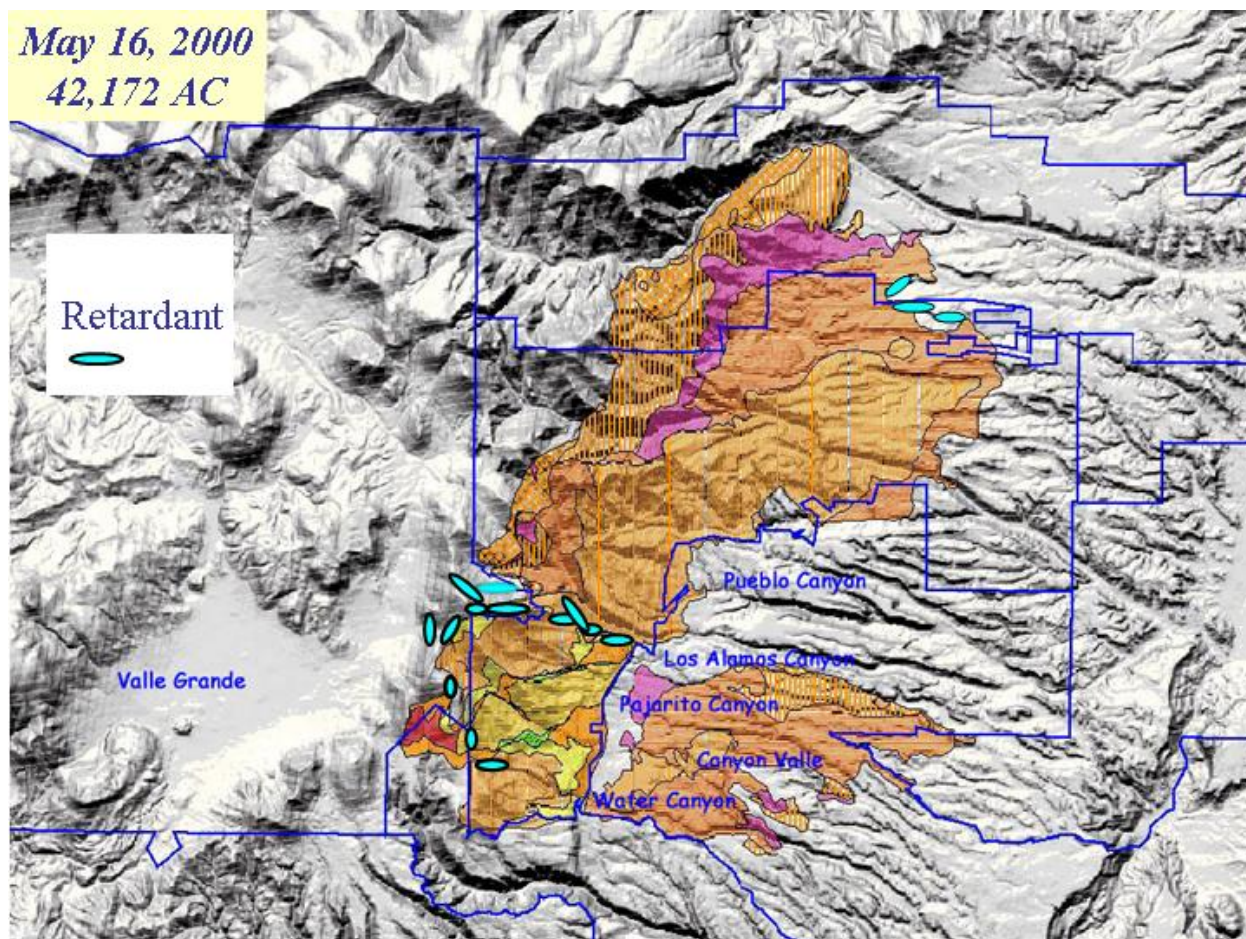 May 16, 2000
42,172 AC
Retardant
Pueblo Canyon
Los Alamos Canyon
Valle Grande
Pajarito Canyon
Canyon Valle
Water Canyon